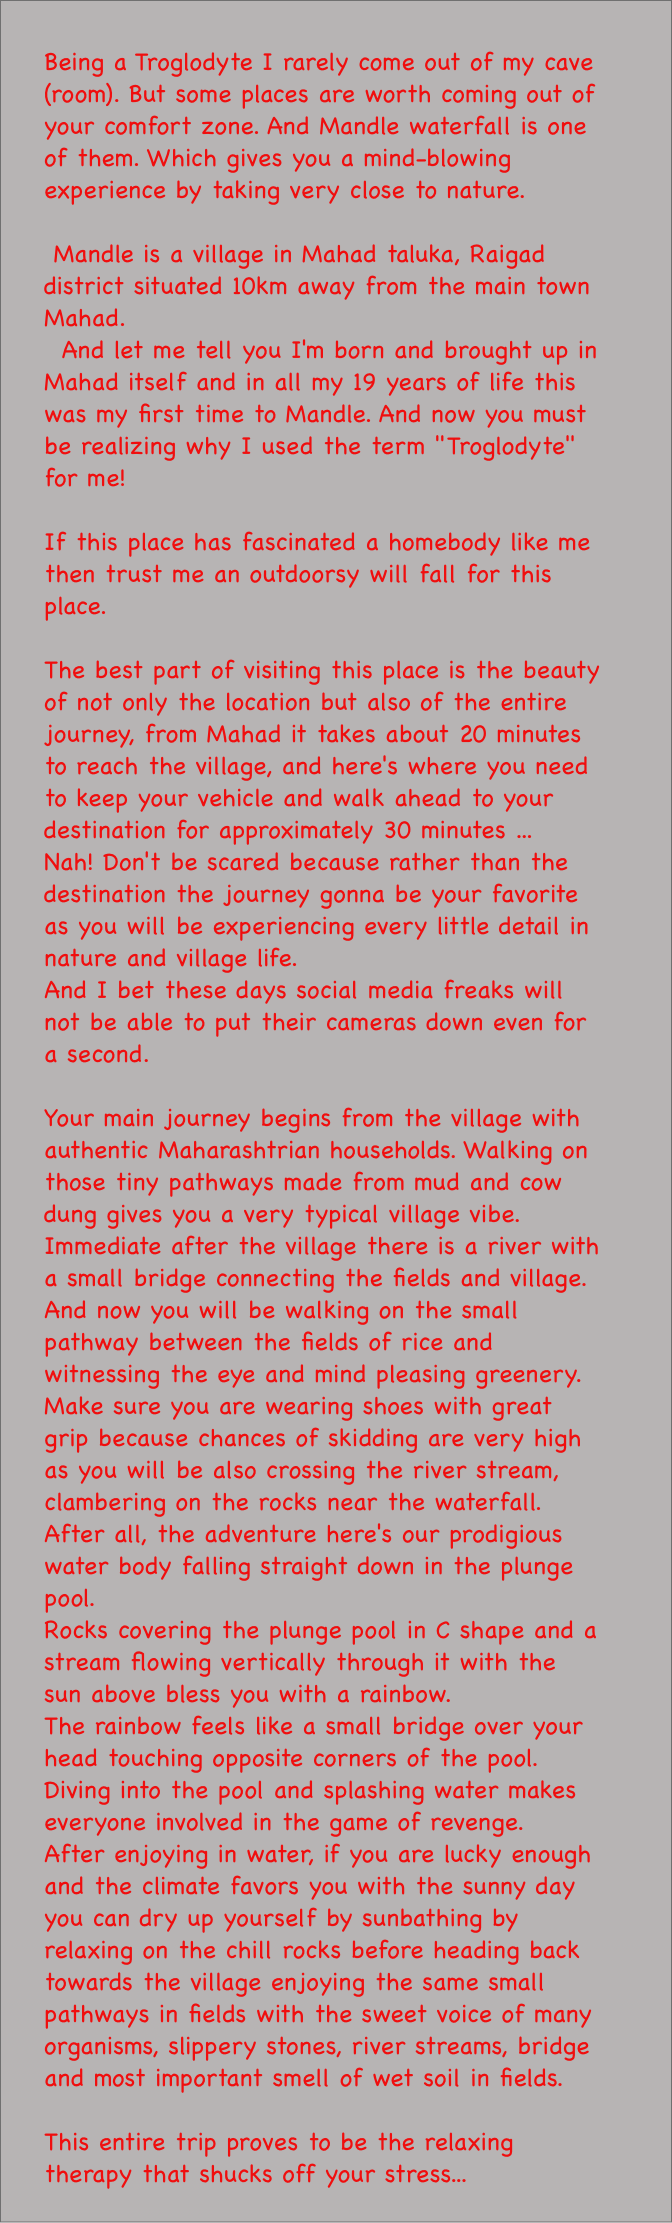 Being a Troglodyte I rarely come out of my cave
(room). But some places are worth coming out of
your comfort zone. And Mandle waterfall is one
of them. Which gives you a mind-blowing
experience by taking very close to nature.
Mandle is a village in Mahad taluka, Raigad
district situated 10km away from the main town
Mahad.
And let me tell you I'm born and brought up in
Mahad itself and in all my 19 years of life this
was my first time to Mandle. And now you must
be realizing why I used the term "Troglodyte"
for me!
If this place has fascinated a homebody like me
then trust me an outdoorsy will fall for this
place.
The best part of visiting this place is the beauty
of not only the location but also of the entire
journey, from Mahad it takes about 20 minutes
to reach the village, and here's where you need
to keep your vehicle and walk ahead to your
destination for approximately 30 minutes ...
Nah! Don't be scared because rather than the
destination the journey gonna be your favorite
as you will be experiencing every little detail in
nature and village life.
And I bet these days social media freaks will
not be able to put their cameras down even for
a second.
Your main journey begins from the village with
authentic Maharashtrian households. Walking on
those tiny pathways made from mud and cow
dung gives you a very typical village vibe.
Immediate after the village there is a river with
a small bridge connecting the fields and village.
And now you will be walking on the small
pathway between the fields of rice and
witnessing the eye and mind pleasing greenery.
Make sure you are wearing shoes with great
grip because chances of skidding are very high
as you will be also crossing the river stream,
clambering on the rocks near the waterfall.
After all, the adventure here's our prodigious
water body falling straight down in the plunge
pool.
Rocks covering the plunge pool in C shape and a
stream flowing vertically through it with the
sun above bless you with a rainbow.
The rainbow feels like a small bridge over your
head touching opposite corners of the pool.
Diving into the pool and splashing water makes
everyone involved in the game of revenge.
After enjoying in water, if you are lucky enough
and the climate favors you with the sunny day
you can dry up yourself by sunbathing by
relaxing on the chill rocks before heading back
towards the village enjoying the same small
pathways in fields with the sweet voice of many
organisms, slippery stones, river streams, bridge
and most important smell of wet soil in fields.
This entire trip proves to be the relaxing
therapy that shucks off your stress...